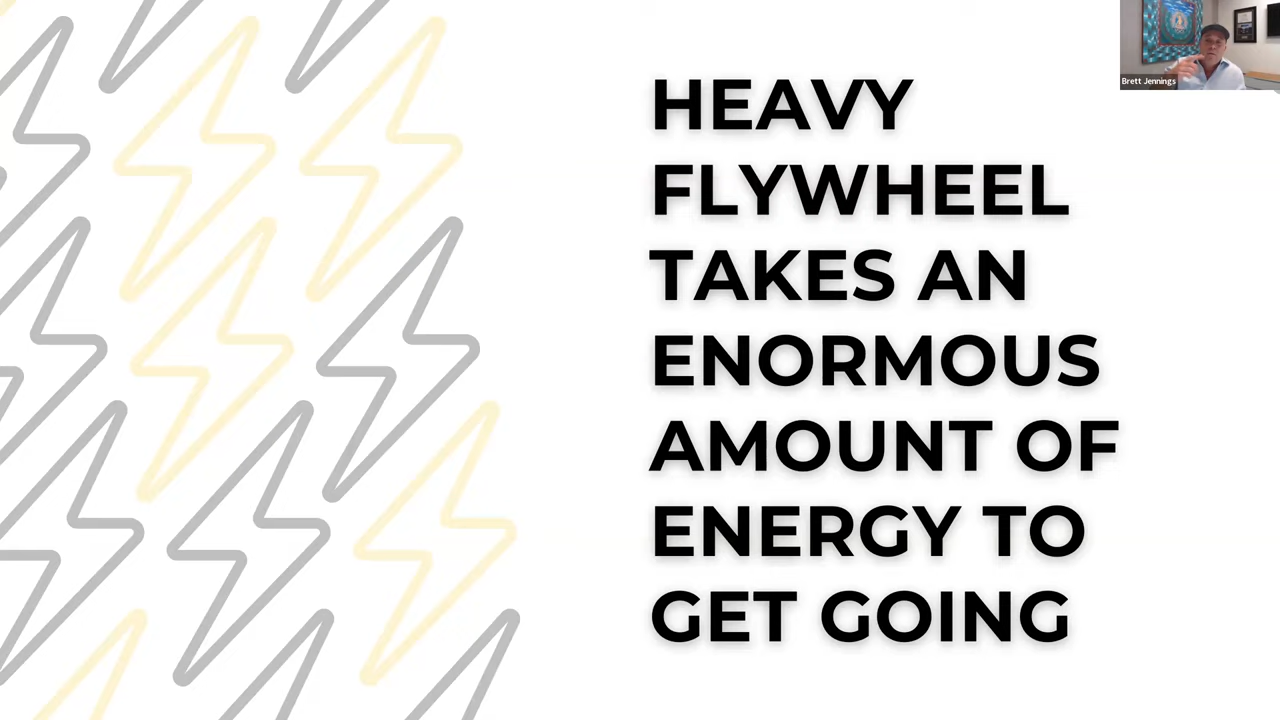 HEAVY
FLYWHEEL
TAKES AN
ENORMOUS
AMOUNT OF
ENERGY TO
GET GOING
Brett Jennings